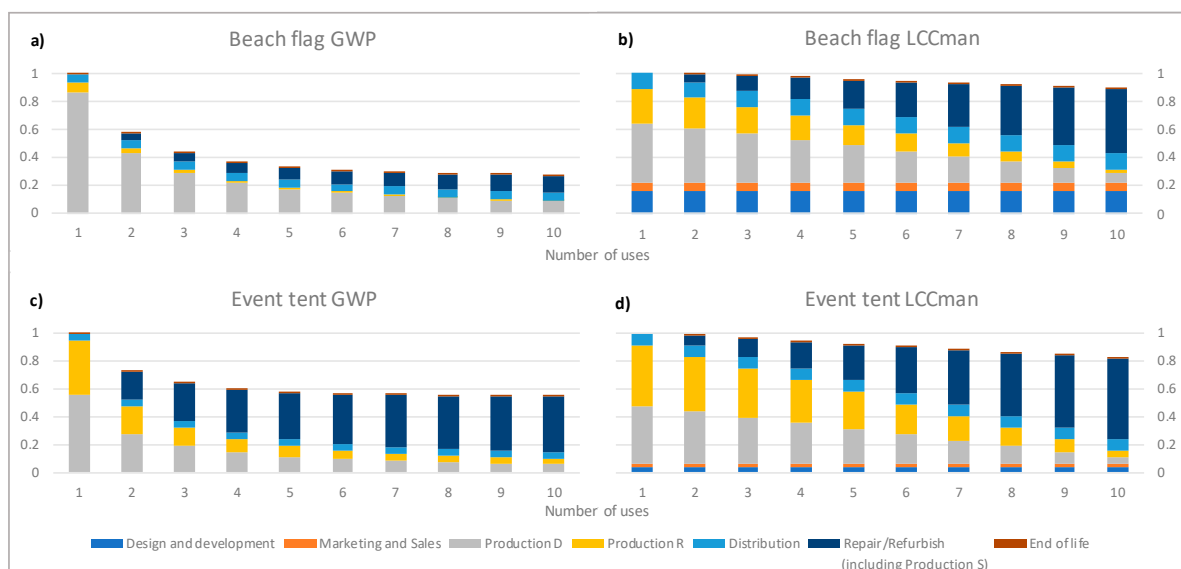 a) Beach flag GWP
1
0.8
0.6
0.4
0.2
0
1 2 3 4 5 6 7 8 9 10
b) Beach flag LCCman
1
0.8
0.6
0.4
0.2
0
1 2 3 4 5 6 7 8 9 10
Number of uses
c) Event tent GWP
1
0.8
0.6
0.4
0.2
0
1 2 3 4 5 6 7 8 9 10
d) Event tent LCCman
1
0.8
0.6
0.4
0.2
0
1 2 3 4 5 6 7 8 9 10
Number of uses
Design and development Marketing and Sales Production D Production R Distribution Repair/Refurbish End of life
(including Production S)